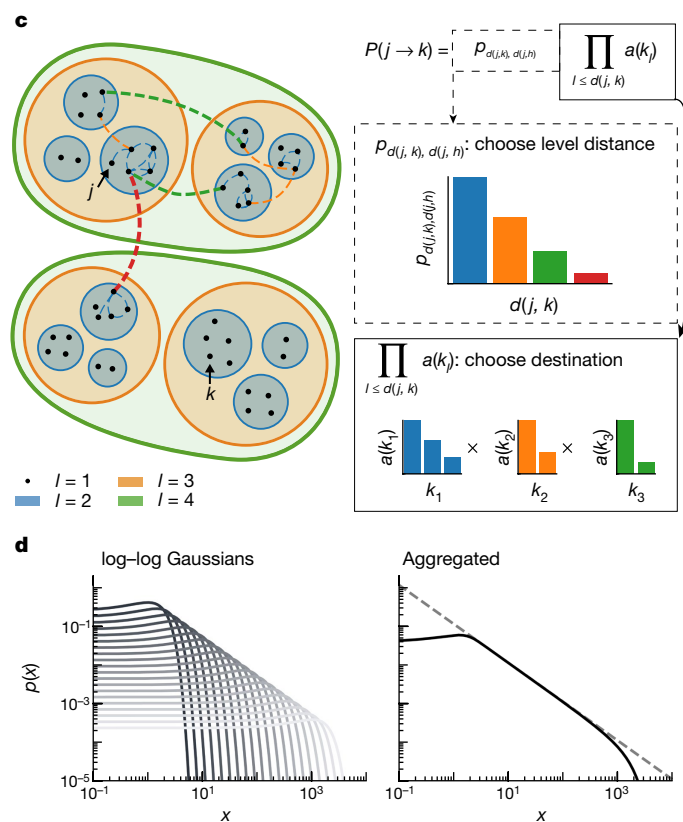 c
P(j → k) = p_{d(j,k), d(j,h)} ∏_{l ≤ d(j, k)} a(k_l)
p_{d(j, k), d(j, h)}: choose level distance
p_{d(j,k),d(j,h)}
d(j, k)
j
k
∏_{l ≤ d(j, k)} a(k_l): choose destination
a(k_1) × a(k_2) × a(k_3)
k_1 k_2 k_3
l = 1 l = 3
l = 2 l = 4
d
log–log Gaussians Aggregated
p(x)
10^{-1}
10^{-3}
10^{-5}
10^{-1} 10^{1} 10^{3} 10^{-1} 10^{1} 10^{3}
x x